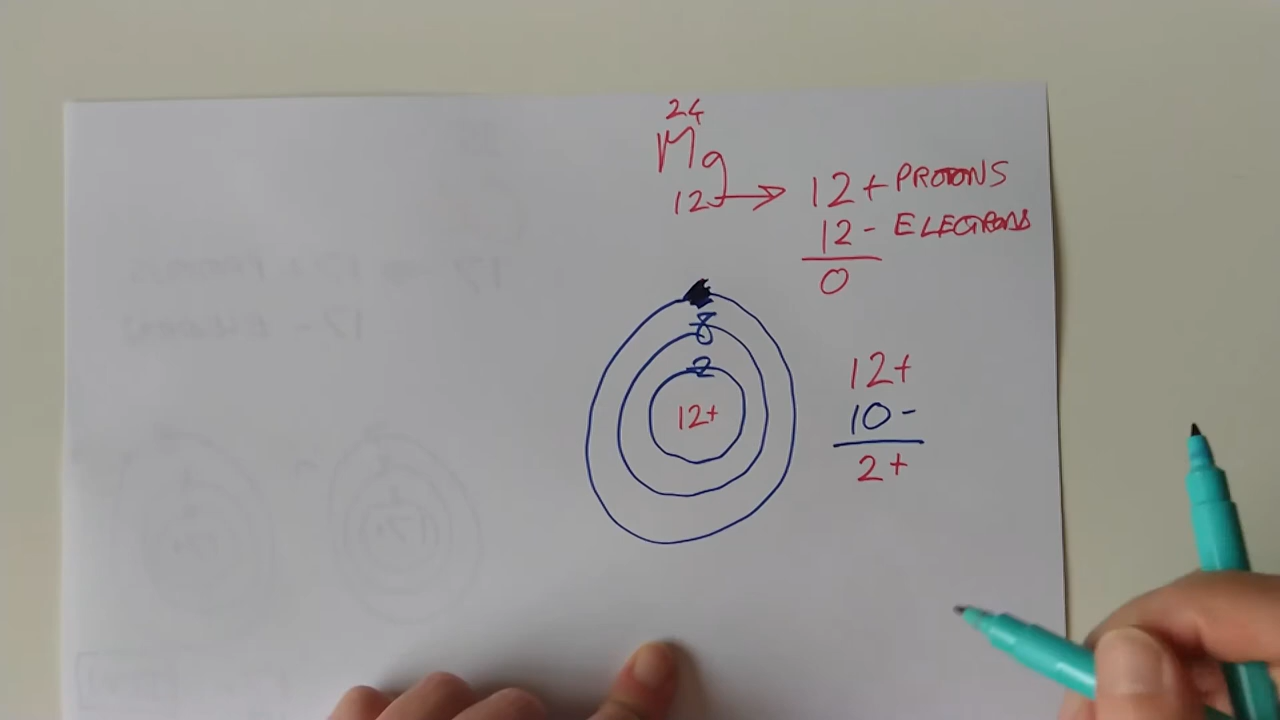 24
Mg
12 → 12+ PROTONS
12- ELECTRONS
0
8
2
12+
12+
10-
2+